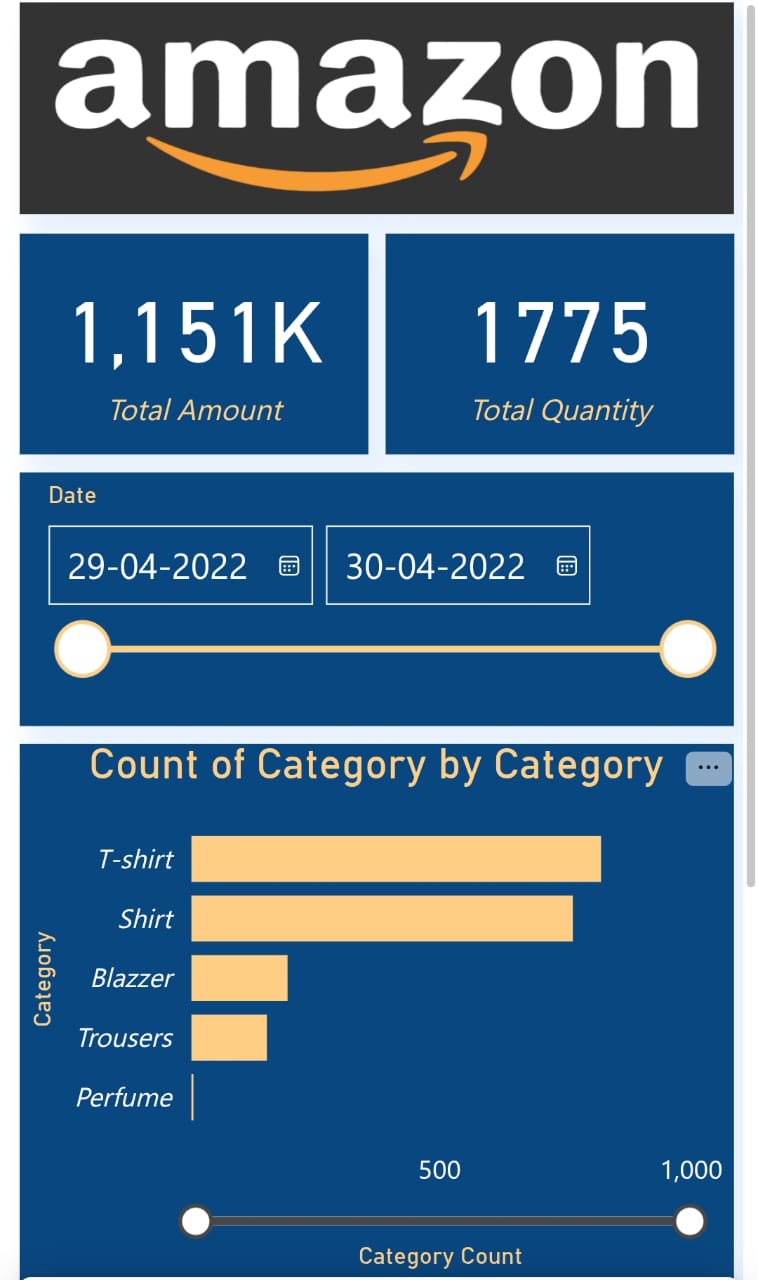 amazon
1,151K
Total Amount
1775
Total Quantity
Date
29-04-2022
30-04-2022
Count of Category by Category
...
Category
T-shirt
Shirt
Blazzer
Trousers
Perfume
500
1,000
Category Count